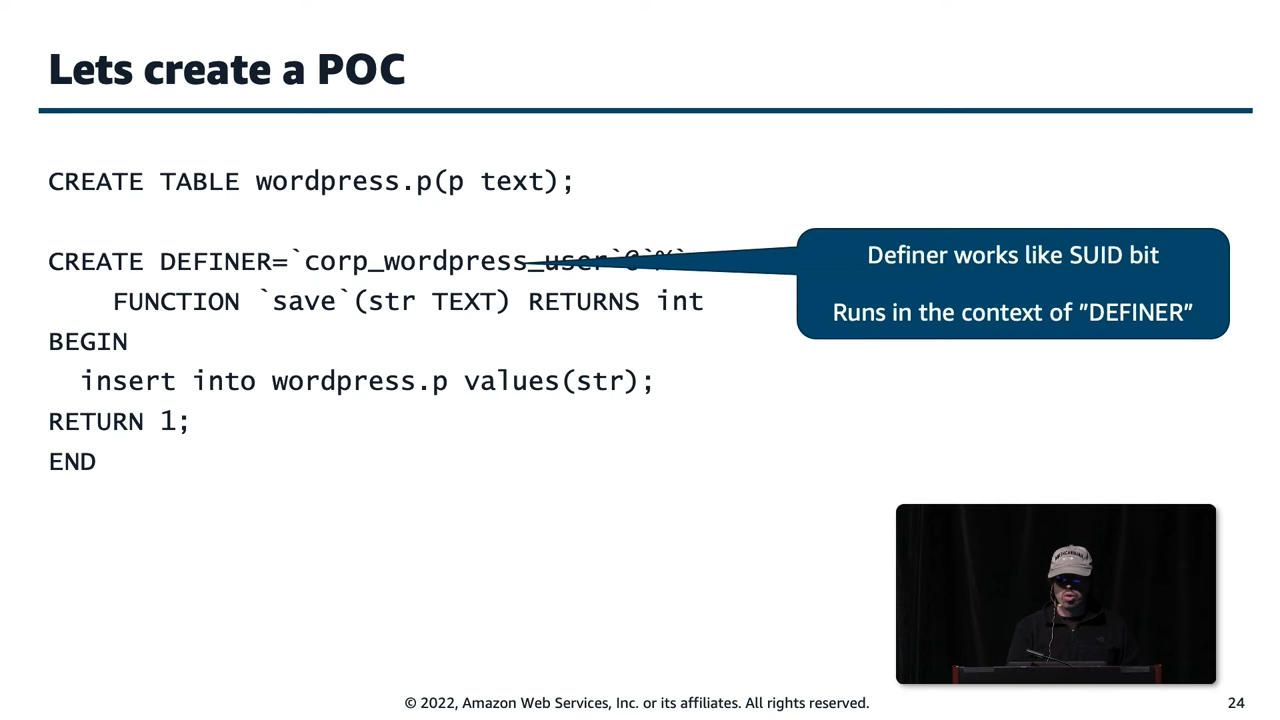 Lets create a POC
CREATE TABLE wordpress.p(p text);
CREATE DEFINER=`corp_wordpress_user`@`%`
FUNCTION `save`(str TEXT) RETURNS int
BEGIN
insert into wordpress.p values(str);
RETURN 1;
END
Definer works like SUID bit
Runs in the context of "DEFINER"
© 2022, Amazon Web Services, Inc. or its affiliates. All rights reserved.
24